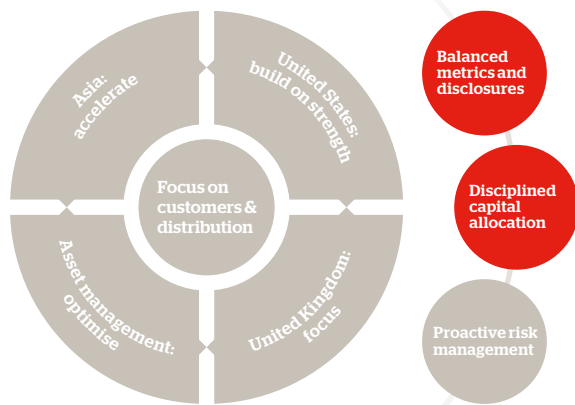 Asia:
accelerate
United States:
build on strength
Focus on
customers &
distribution
Asset management:
optimise
United Kingdom:
focus
Balanced
metrics and
disclosures
Disciplined
capital
allocation
Proactive risk
management